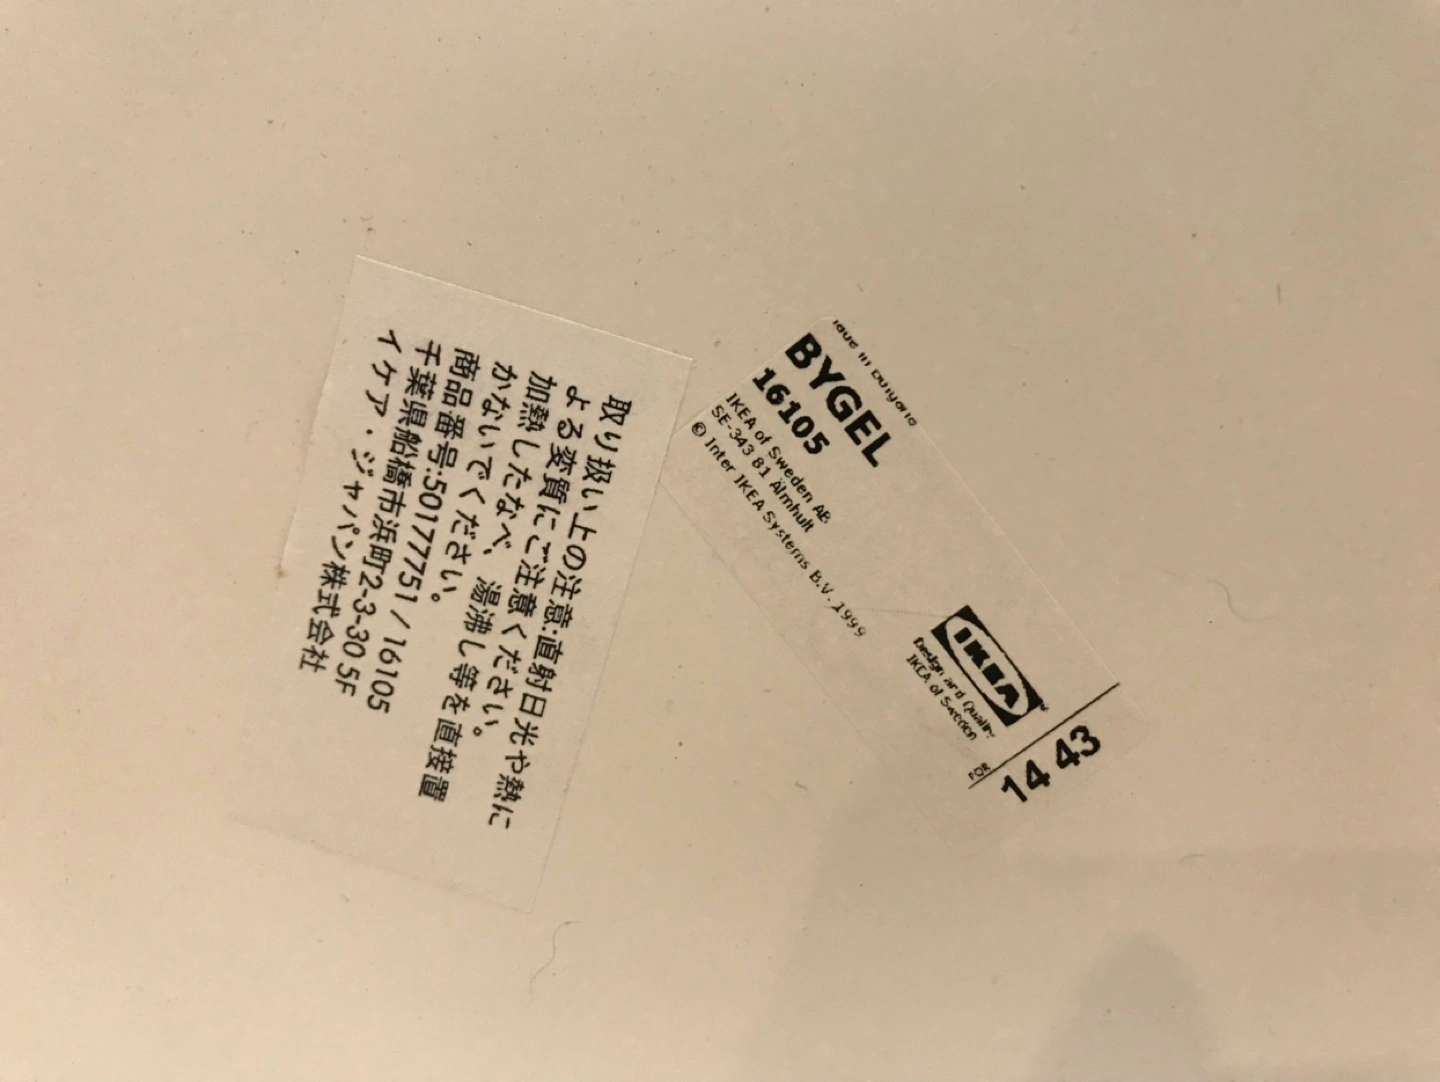 取り扱い上の注意:直射日光や熱に
よる変質にご注意ください。
加熱したなべ、湯沸し等を直接置
かないでください。
商品番号:50177751/16105
千葉県船橋市浜町2-3-30 5F
イケア・ジャパン株式会社
BYGEL
16105
IKEA of Sweden AB
SE-343 81 Älmhult
© Inter IKEA Systems B.V. 1999
IKEA
Design and Quality
IKEA of Sweden
FOR
14 43